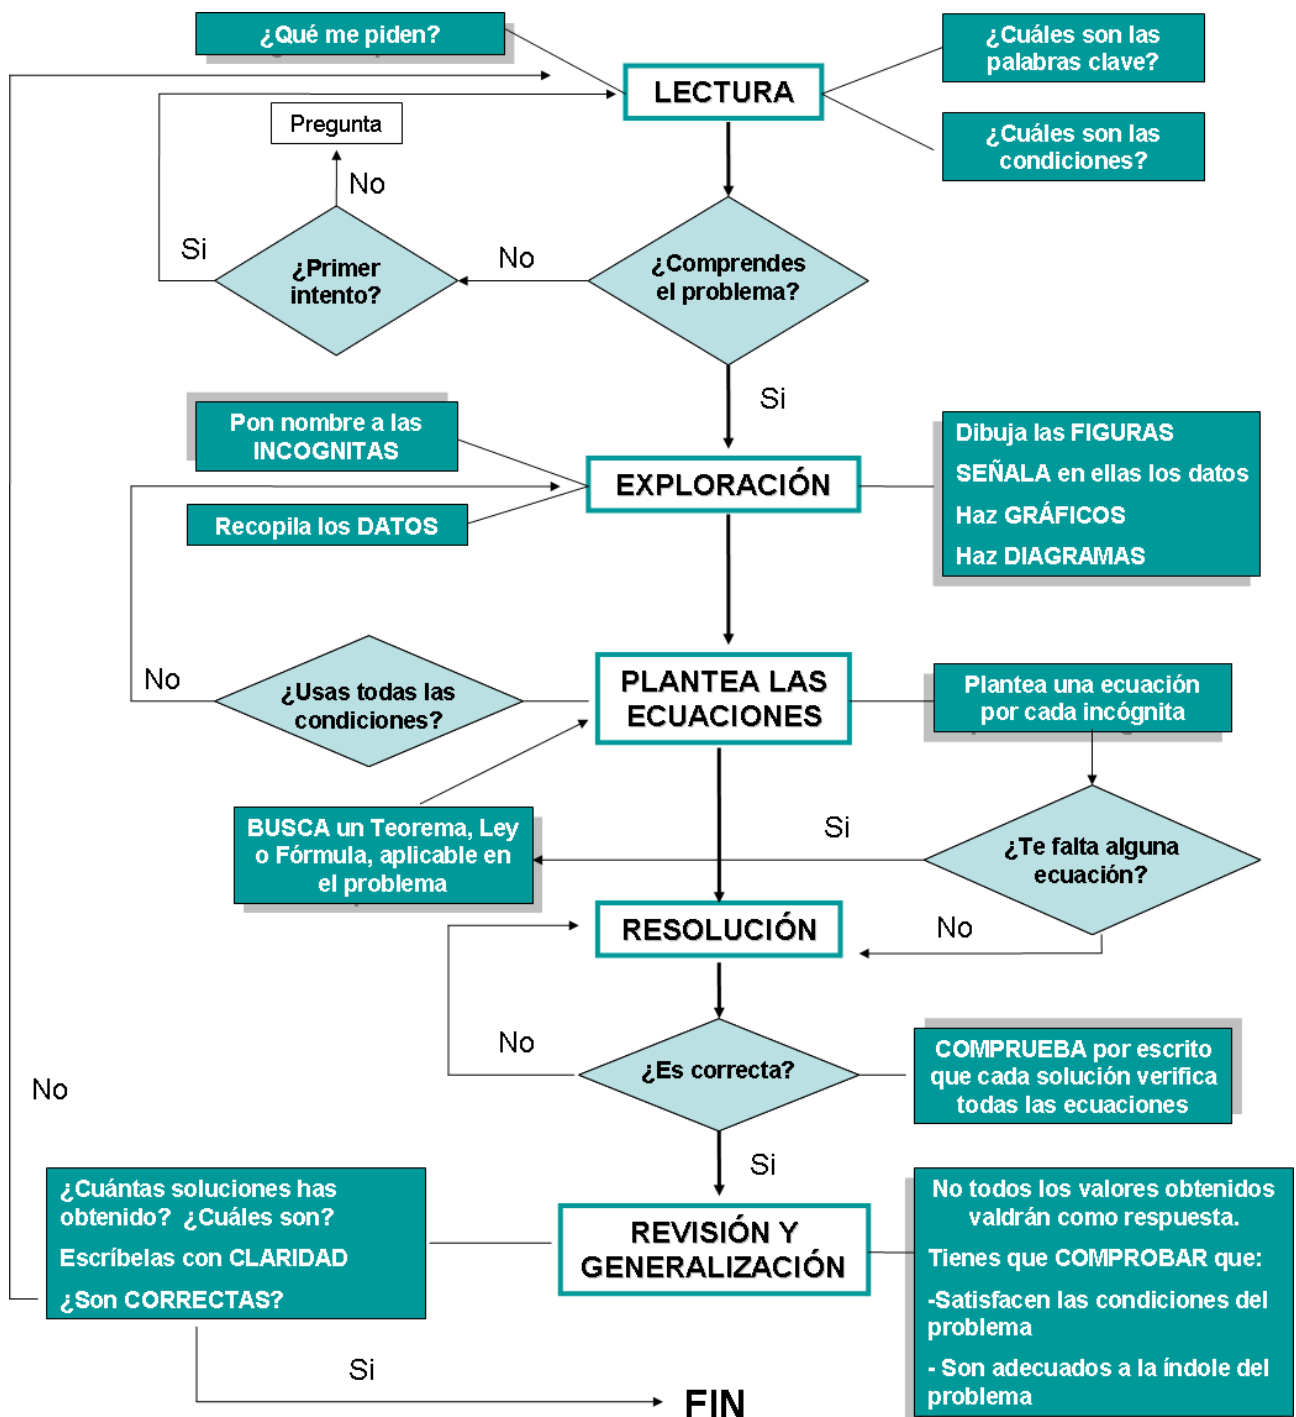 ¿Qué me piden?
¿Cuáles son las
palabras clave?
LECTURA
Pregunta
¿Cuáles son las
condiciones?
No
Si
¿Primer
intento?
No
¿Comprendes
el problema?
Si
Pon nombre a las
INCOGNITAS
Dibuja las FIGURAS
SEÑALA en ellas los datos
Haz GRÁFICOS
Haz DIAGRAMAS
EXPLORACIÓN
Recopila los DATOS
No
¿Usas todas las
condiciones?
PLANTEA LAS
ECUACIONES
Plantea una ecuación
por cada incógnita
BUSCA un Teorema, Ley
o Fórmula, aplicable en
el problema
Si
¿Te falta alguna
ecuación?
RESOLUCIÓN
No
No
¿Es correcta?
COMPRUEBA por escrito
que cada solución verifica
todas las ecuaciones
No
Si
¿Cuántas soluciones has
obtenido? ¿Cuáles son?
Escríbelas con CLARIDAD
¿Son CORRECTAS?
REVISIÓN Y
GENERALIZACIÓN
No todos los valores obtenidos
valdrán como respuesta.
Tienes que COMPROBAR que:
-Satisfacen las condiciones del
problema
- Son adecuados a la índole del
problema
Si
FIN